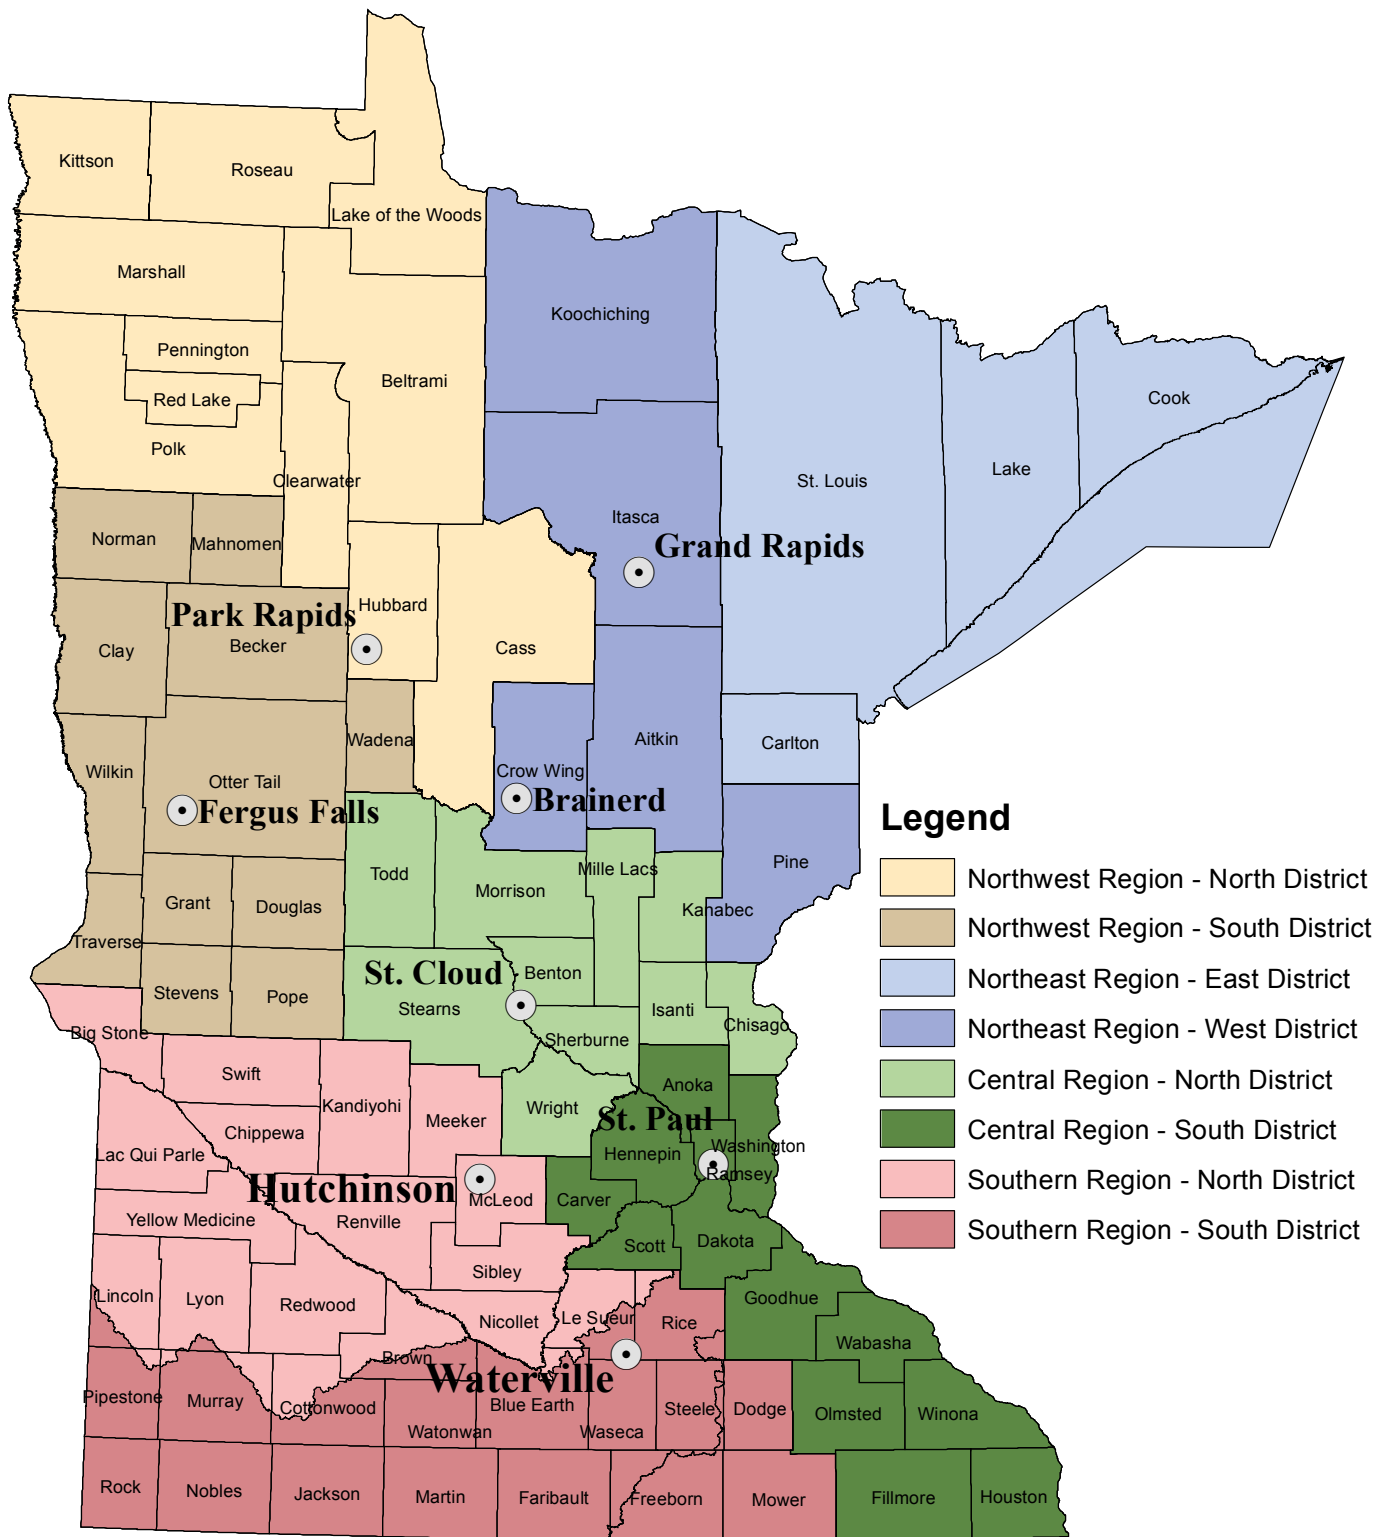 Kittson
Roseau
Lake of the Woods
Marshall
Koochiching
Pennington
Beltrami
Red Lake
Cook
Polk
Lake
Clearwater
St. Louis
Itasca
Norman
Mahnomen
Grand Rapids
Park Rapids
Hubbard
Becker
Cass
Clay
Wadena
Aitkin
Carlton
Wilkin
Otter Tail
Crow Wing
Fergus Falls
Brainerd
Todd
Morrison
Mille Lacs
Pine
Grant
Douglas
Kanabec
Traverse
St. Cloud
Benton
Stevens
Pope
Stearns
Isanti
Chisago
Big Stone
Sherburne
Swift
Anoka
Kandiyohi
Meeker
Wright
St. Paul
Chippewa
Washington
Lac Qui Parle
Hennepin
Ramsey
Hutchinson
McLeod
Carver
Yellow Medicine
Renville
Scott
Dakota
Sibley
Lincoln
Lyon
Redwood
Goodhue
Nicollet
Le Sueur
Rice
Wabasha
Brown
Waterville
Pipestone
Murray
Cottonwood
Blue Earth
Steele
Dodge
Olmsted
Winona
Watonwan
Waseca
Rock
Nobles
Jackson
Martin
Faribault
Freeborn
Mower
Fillmore
Houston
Legend
Northwest Region - North District
Northwest Region - South District
Northeast Region - East District
Northeast Region - West District
Central Region - North District
Central Region - South District
Southern Region - North District
Southern Region - South District